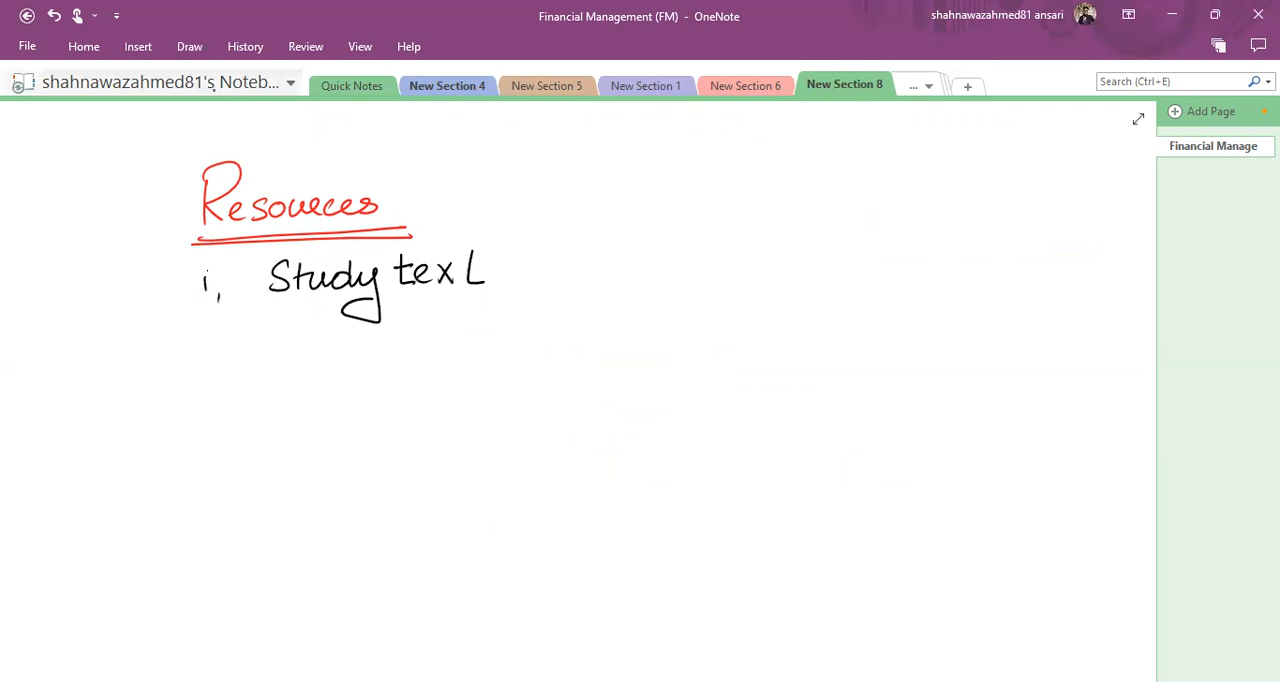 Financial Management (FM) - OneNote
shahnawazahmed81 ansari
File Home Insert Draw History Review View Help
shahnawazahmed81's Noteb...
Quick Notes New Section 4 New Section 5 New Section 1 New Section 6 New Section 8 ...
Search (Ctrl+E)
Add Page
Financial Manage
Resources
i, Study text